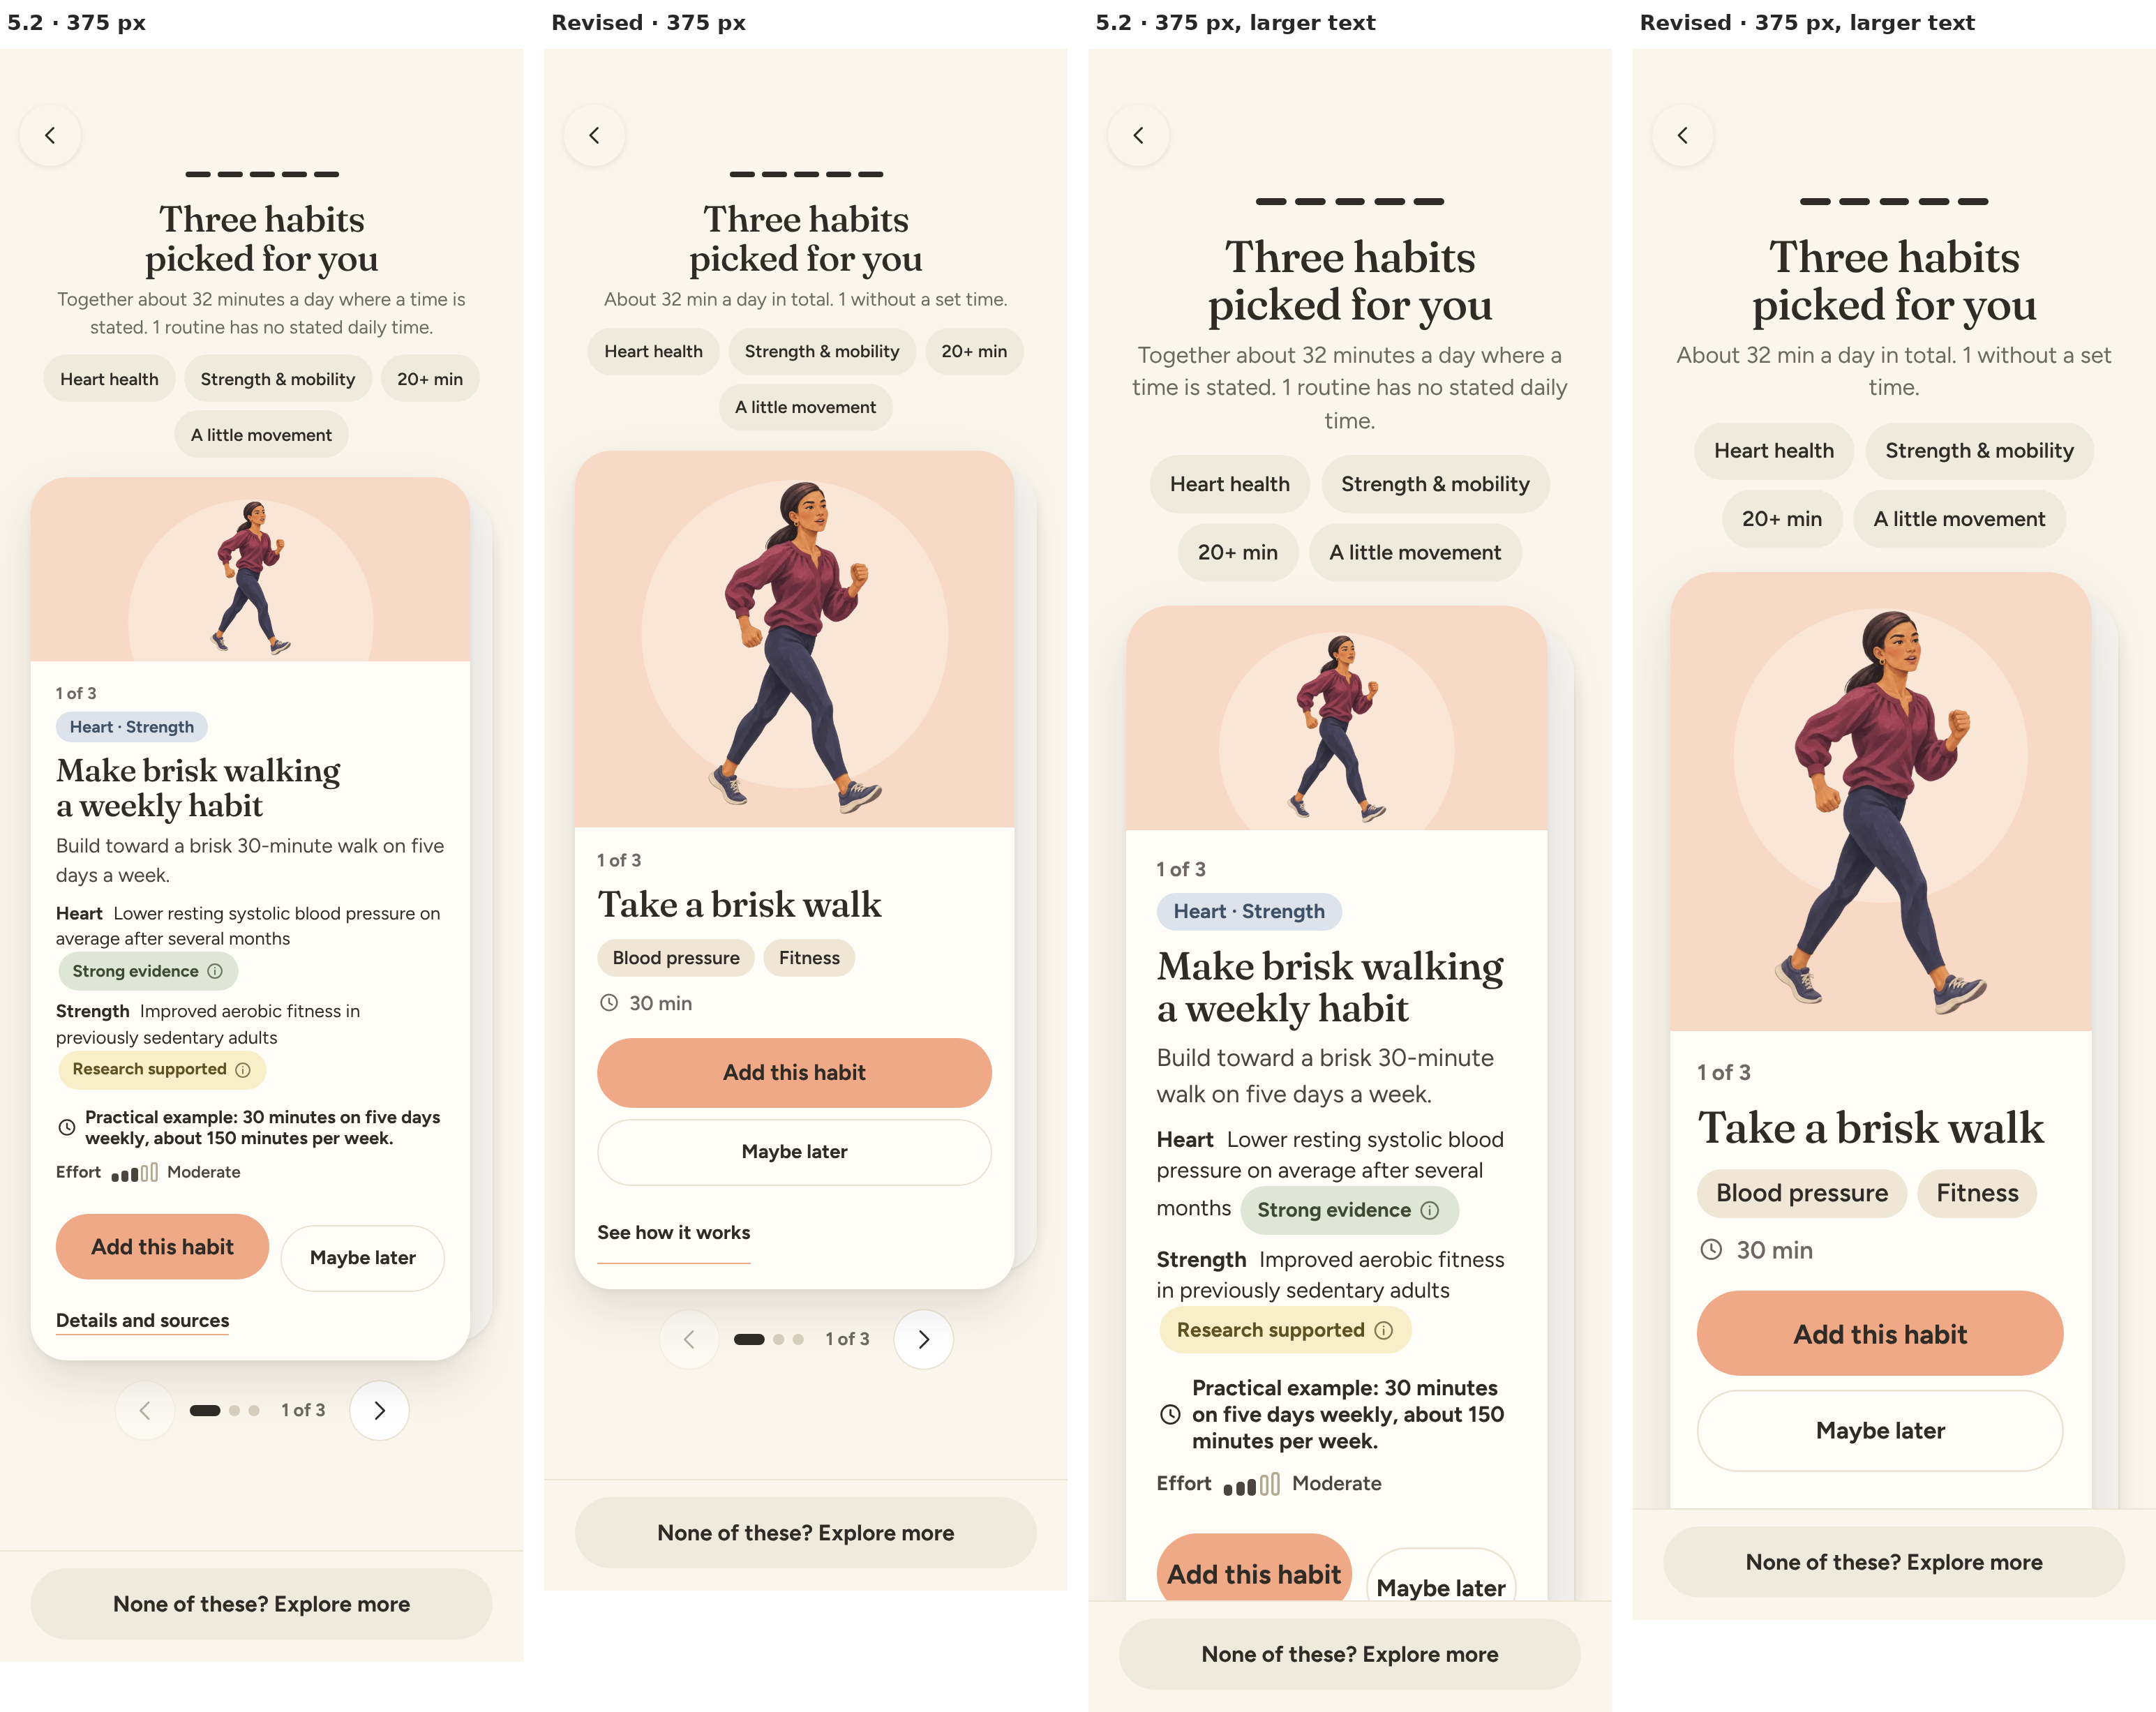 5.2 · 375 px
Three habits
picked for you
Together about 32 minutes a day where a time is
stated. 1 routine has no stated daily time.
Heart health
Strength & mobility
20+ min
A little movement
1 of 3
Heart · Strength
Make brisk walking
a weekly habit
Build toward a brisk 30-minute walk on five
days a week.
Heart Lower resting systolic blood pressure on
average after several months
Strong evidence
Strength Improved aerobic fitness in
previously sedentary adults
Research supported
Practical example: 30 minutes on five days
weekly, about 150 minutes per week.
Effort Moderate
Add this habit
Maybe later
Details and sources
1 of 3
None of these? Explore more
Revised · 375 px
Three habits
picked for you
About 32 min a day in total. 1 without a set time.
Heart health
Strength & mobility
20+ min
A little movement
1 of 3
Take a brisk walk
Blood pressure
Fitness
30 min
Add this habit
Maybe later
See how it works
1 of 3
None of these? Explore more
5.2 · 375 px, larger text
Three habits
picked for you
Together about 32 minutes a day where a
time is stated. 1 routine has no stated daily
time.
Heart health
Strength & mobility
20+ min
A little movement
1 of 3
Heart · Strength
Make brisk walking
a weekly habit
Build toward a brisk 30-minute
walk on five days a week.
Heart Lower resting systolic blood
pressure on average after several
months Strong evidence
Strength Improved aerobic fitness
in previously sedentary adults
Research supported
Practical example: 30 minutes
on five days weekly, about 150
minutes per week.
Effort Moderate
Add this habit
Maybe later
None of these? Explore more
Revised · 375 px, larger text
Three habits
picked for you
About 32 min a day in total. 1 without a set
time.
Heart health
Strength & mobility
20+ min
A little movement
1 of 3
Take a brisk walk
Blood pressure
Fitness
30 min
Add this habit
Maybe later
None of these? Explore more